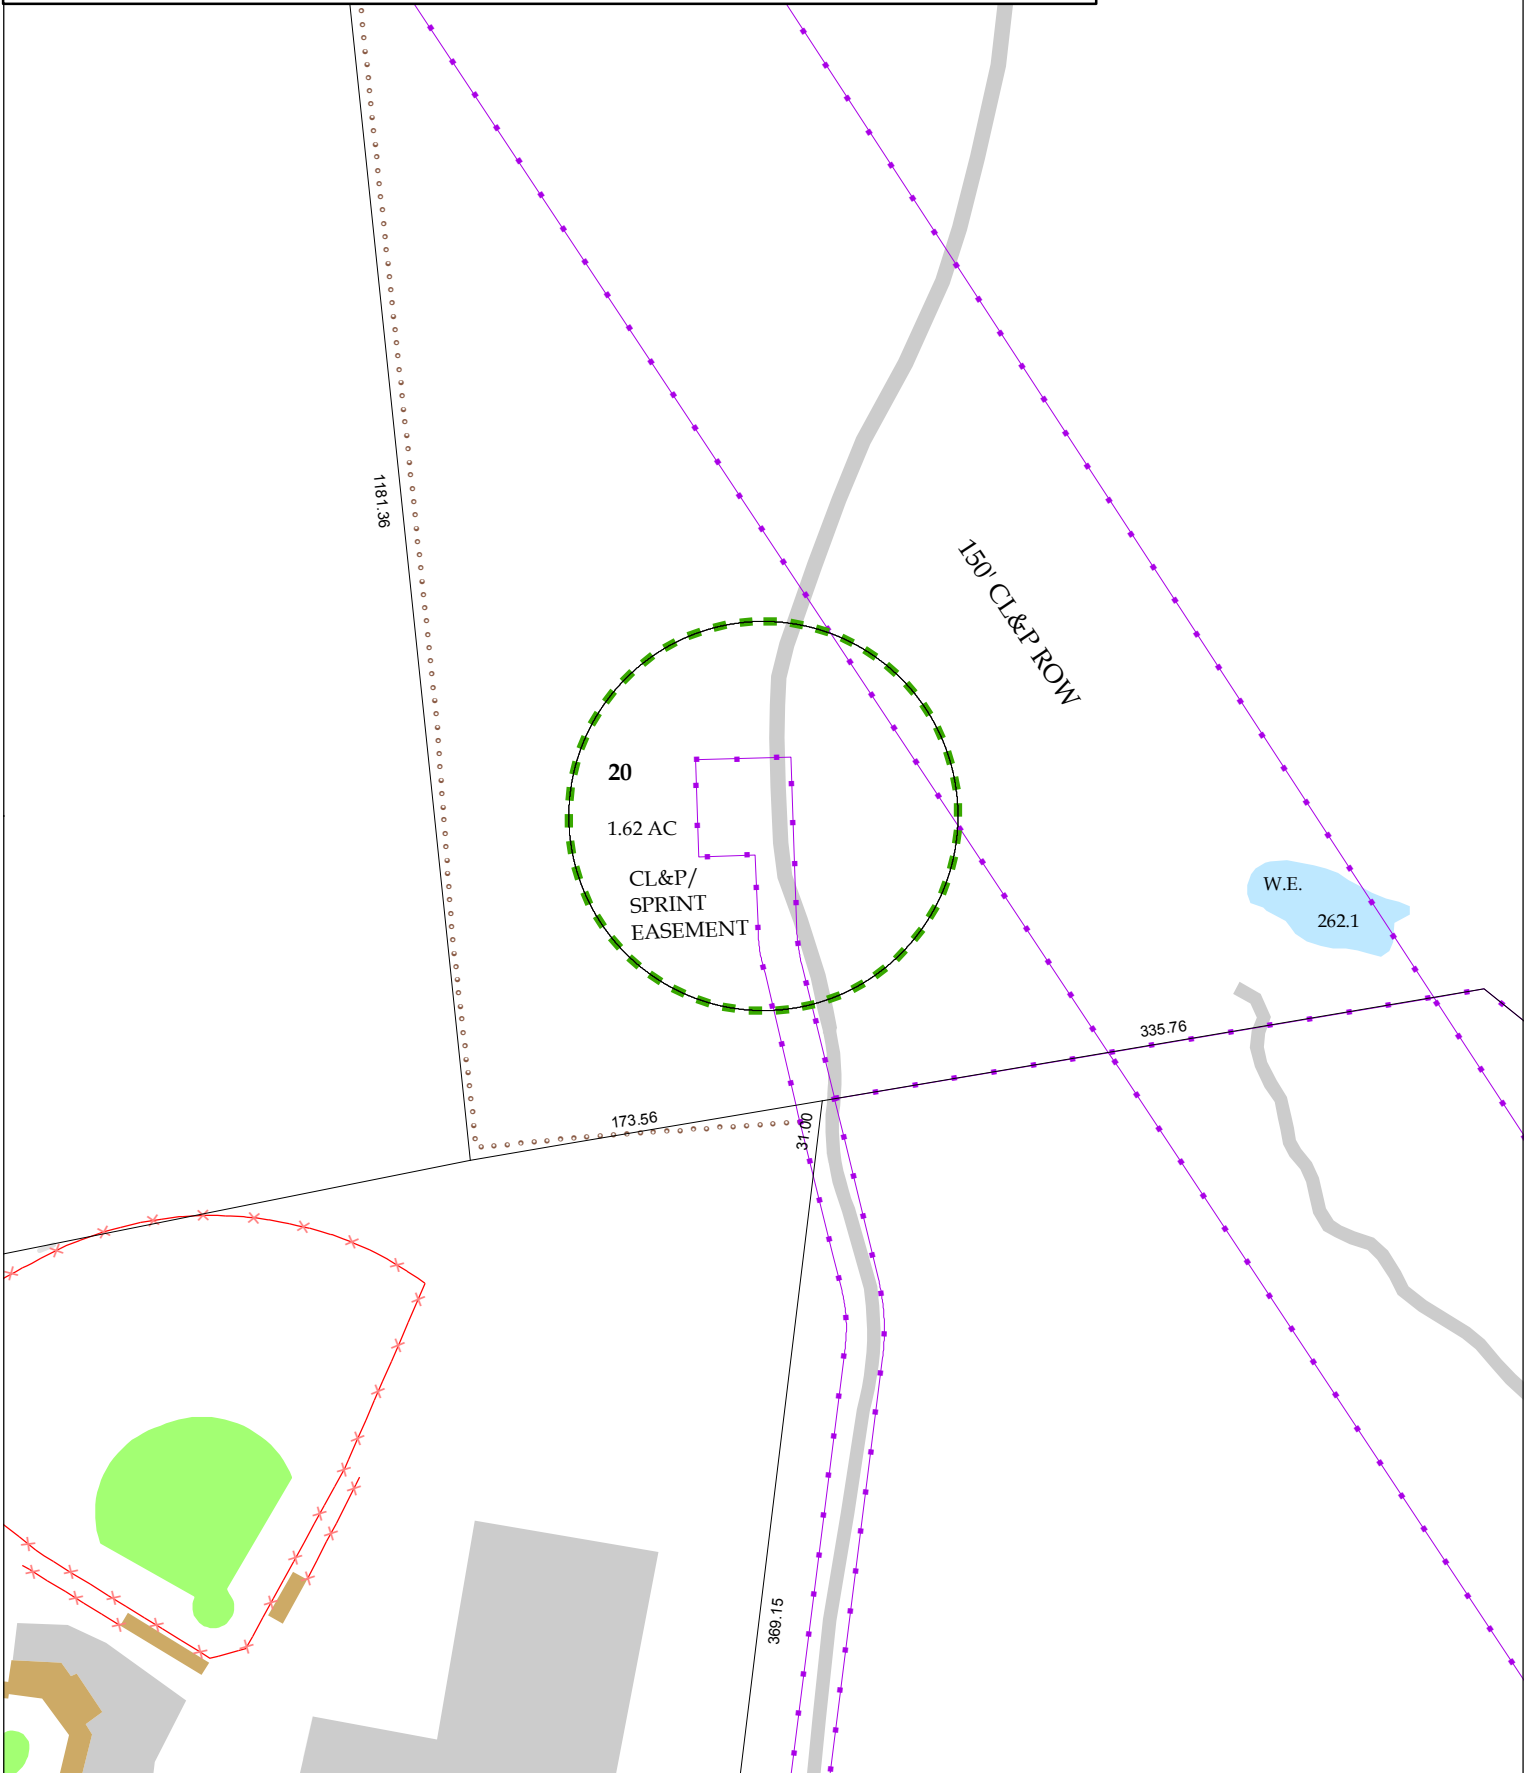 1181.36
150' CL&P ROW
20
1.62 AC
CL&P/
SPRINT
EASEMENT
W.E.
262.1
335.76
173.56
31.00
369.15